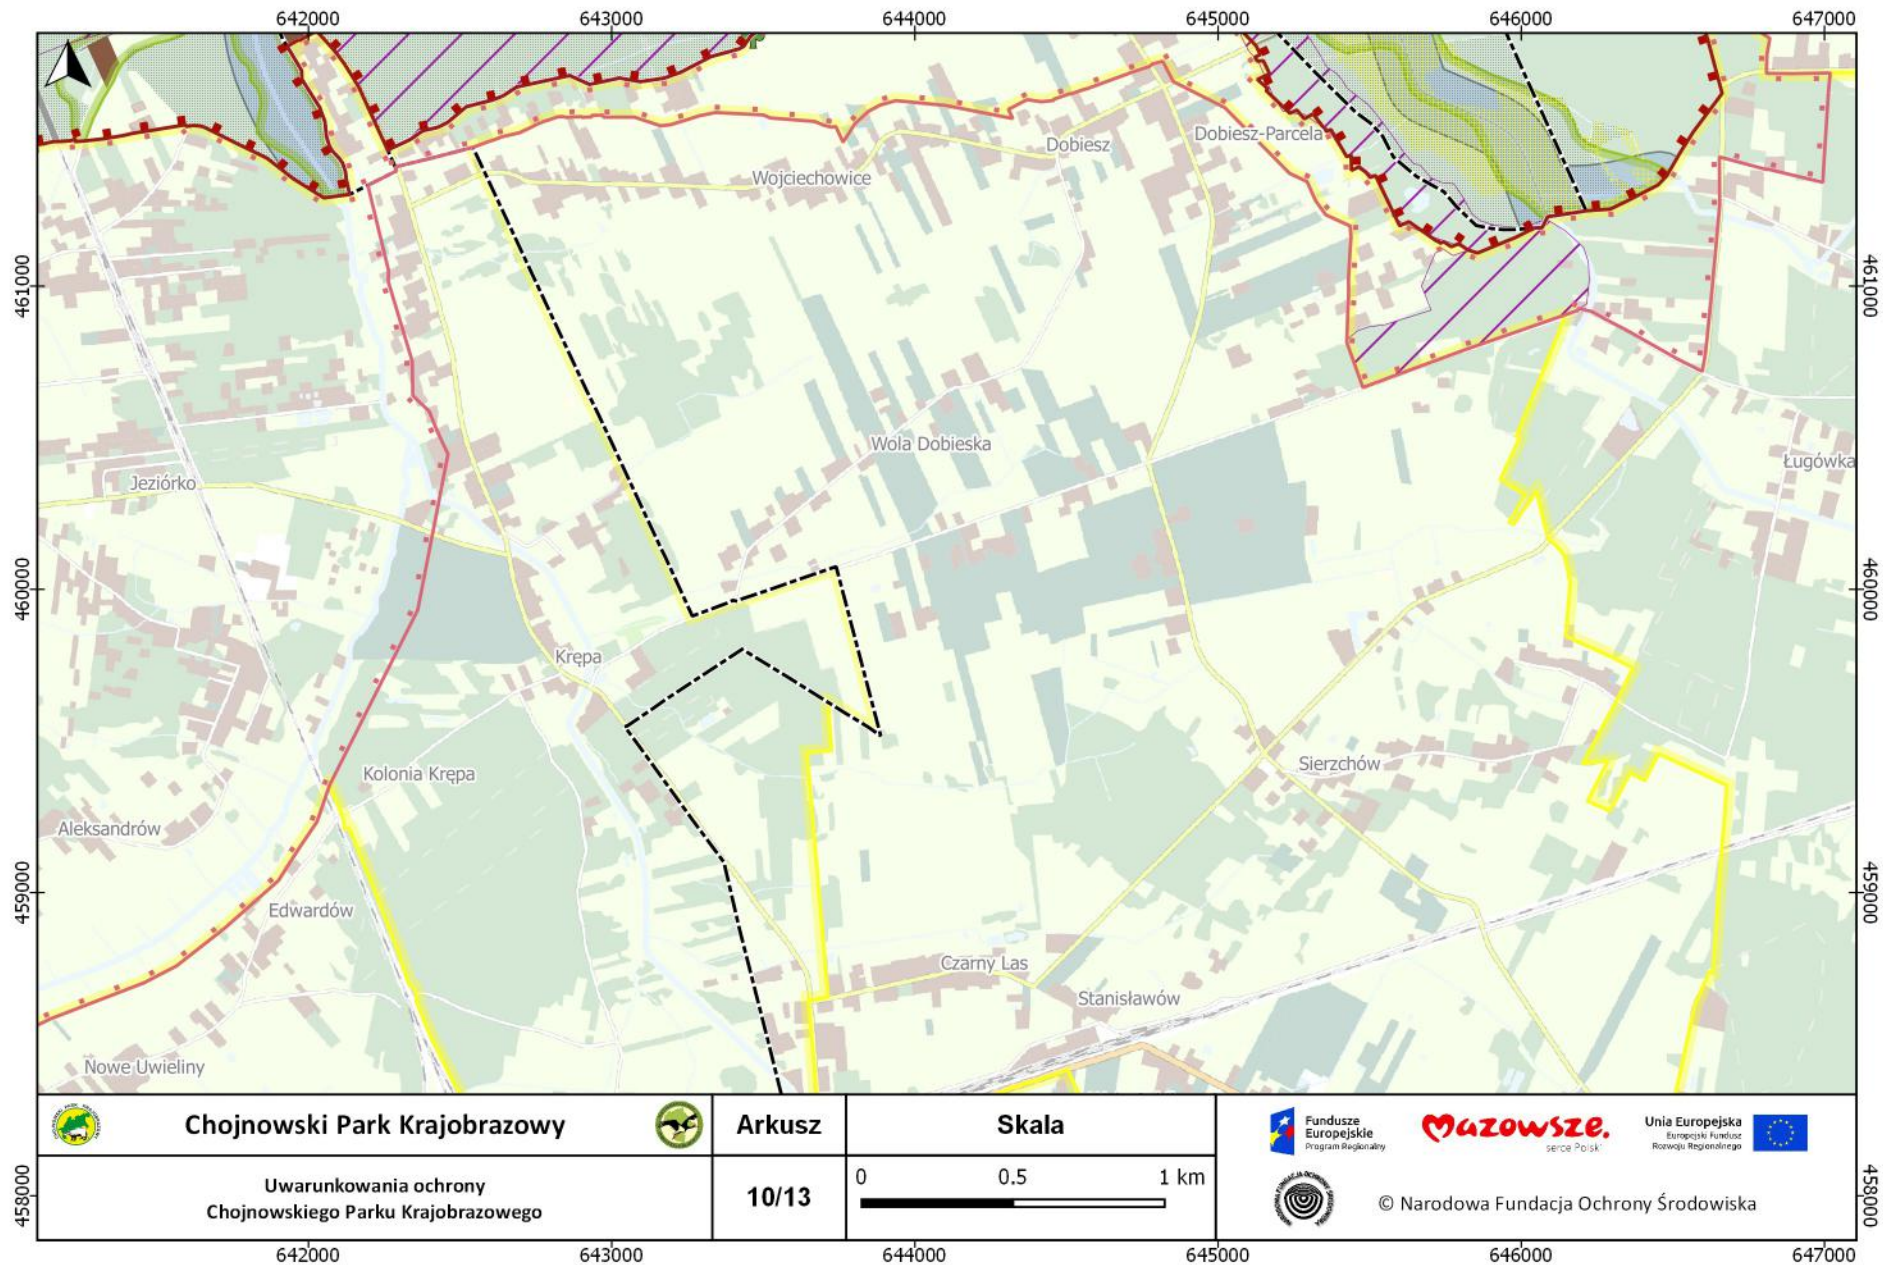 642000 643000 644000 645000 646000 647000
Dobiesz
Dobiesz-Parcela
Wojciechowice
461000 461000
Wola Dobieska
Jeziórko
Ługówka
460000 460000
Krępa
Sierzchów
Kolonia Krępa
Aleksandrów
459000 459000
Edwardów
Czarny Las
Stanisławów
Nowe Uwieliny
Chojnowski Park Krajobrazowy
Arkusz
Skala
Uwarunkowania ochrony
Chojnowskiego Parku Krajobrazowego
10/13
0 0.5 1 km
Fundusze
Europejskie
Program Regionalny
Mazowsze.
serce Polski
Unia Europejska
Europejski Fundusz
Rozwoju Regionalnego
© Narodowa Fundacja Ochrony Środowiska
458000 458000
642000 643000 644000 645000 646000 647000